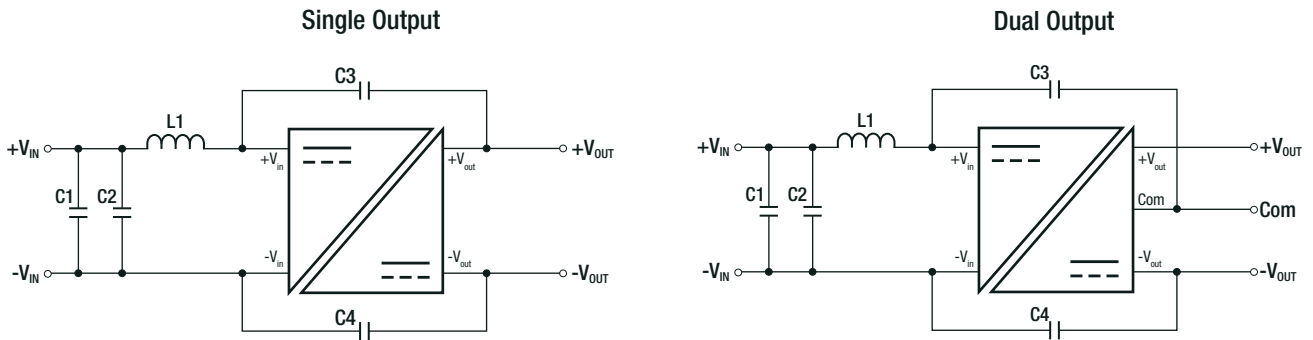 Single Output
C3
L1
+VIN
+Vin
+Vout
+VOUT
C1
C2
-VIN
-Vin
-Vout
-VOUT
C4
Dual Output
C3
L1
+VIN
+Vin
+Vout
+VOUT
C1
C2
Com
Com
-VIN
-Vin
-Vout
-VOUT
C4